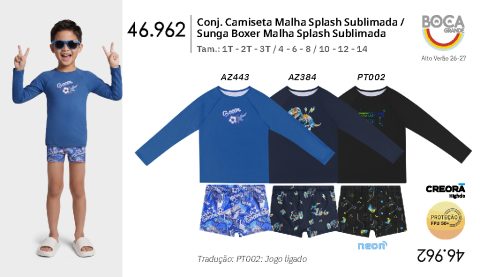 46.962
Conj. Camiseta Malha Splash Sublimada /
Sunga Boxer Malha Splash Sublimada
Tam.: 1T - 2T - 3T / 4 - 6 - 8 / 10 - 12 - 14
BOCA
GRANDE
Alto Verão 26-27
AZ443
AZ384
PT002
CREORA
Highclo
PROTEÇÃO
FPU 50+
neon
46.962
Tradução: PT002: Jogo ligado